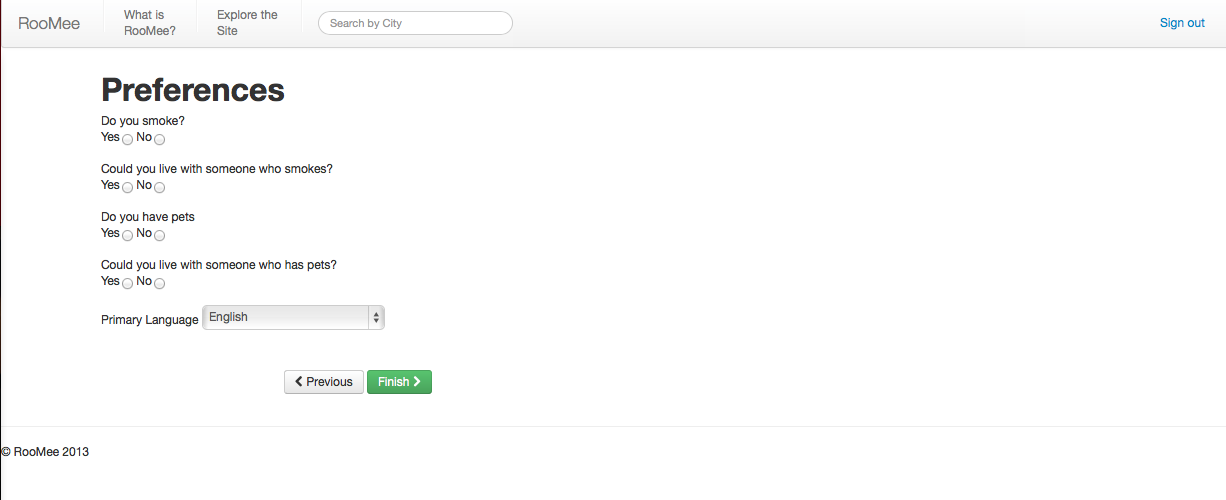 RooMee
What is
RooMee?
Explore the
Site
Search by City
Sign out
Preferences
Do you smoke?
Yes No
Could you live with someone who smokes?
Yes No
Do you have pets
Yes No
Could you live with someone who has pets?
Yes No
Primary Language English
Previous Finish
© RooMee 2013